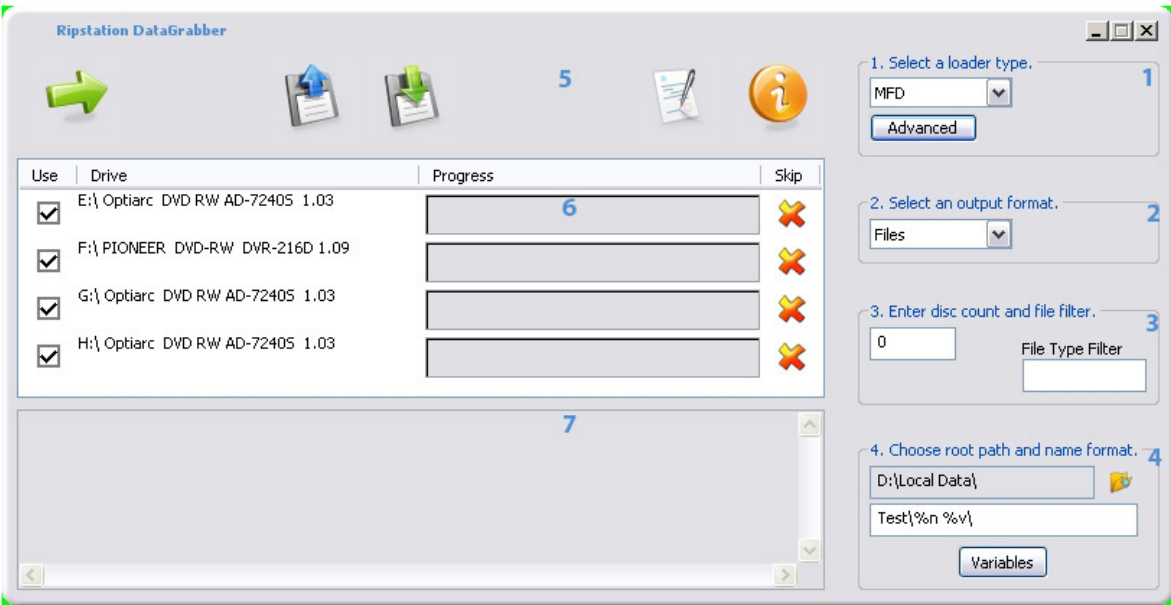 Ripstation DataGrabber
5
1. Select a loader type.
1
MFD
Advanced
Use Drive Progress Skip
E:\ Optiarc DVD RW AD-7240S 1.03
6
F:\ PIONEER DVD-RW DVR-216D 1.09
G:\ Optiarc DVD RW AD-7240S 1.03
H:\ Optiarc DVD RW AD-7240S 1.03
7
2. Select an output format.
2
Files
3. Enter disc count and file filter.
3
0
File Type Filter
4. Choose root path and name format.
4
D:\Local Data\
Test\%n %v\
Variables